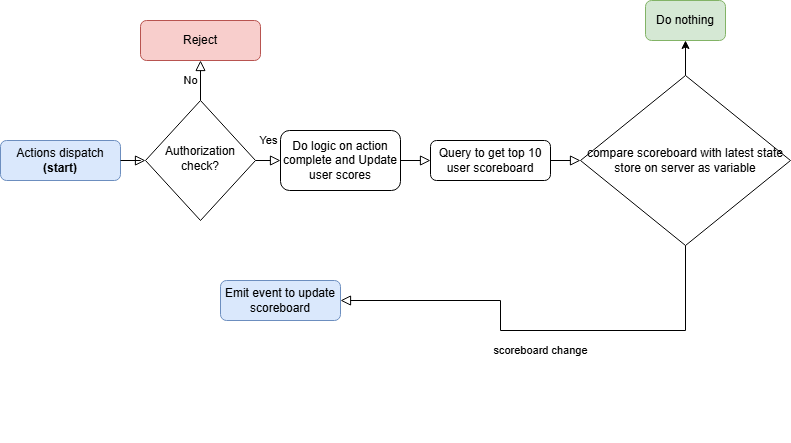 Do nothing
Reject
No
Actions dispatch
(start)
Authorization
check?
Yes
Do logic on action
complete and Update
user scores
Query to get top 10
user scoreboard
compare scoreboard with latest state
store on server as variable
Emit event to update
scoreboard
scoreboard change